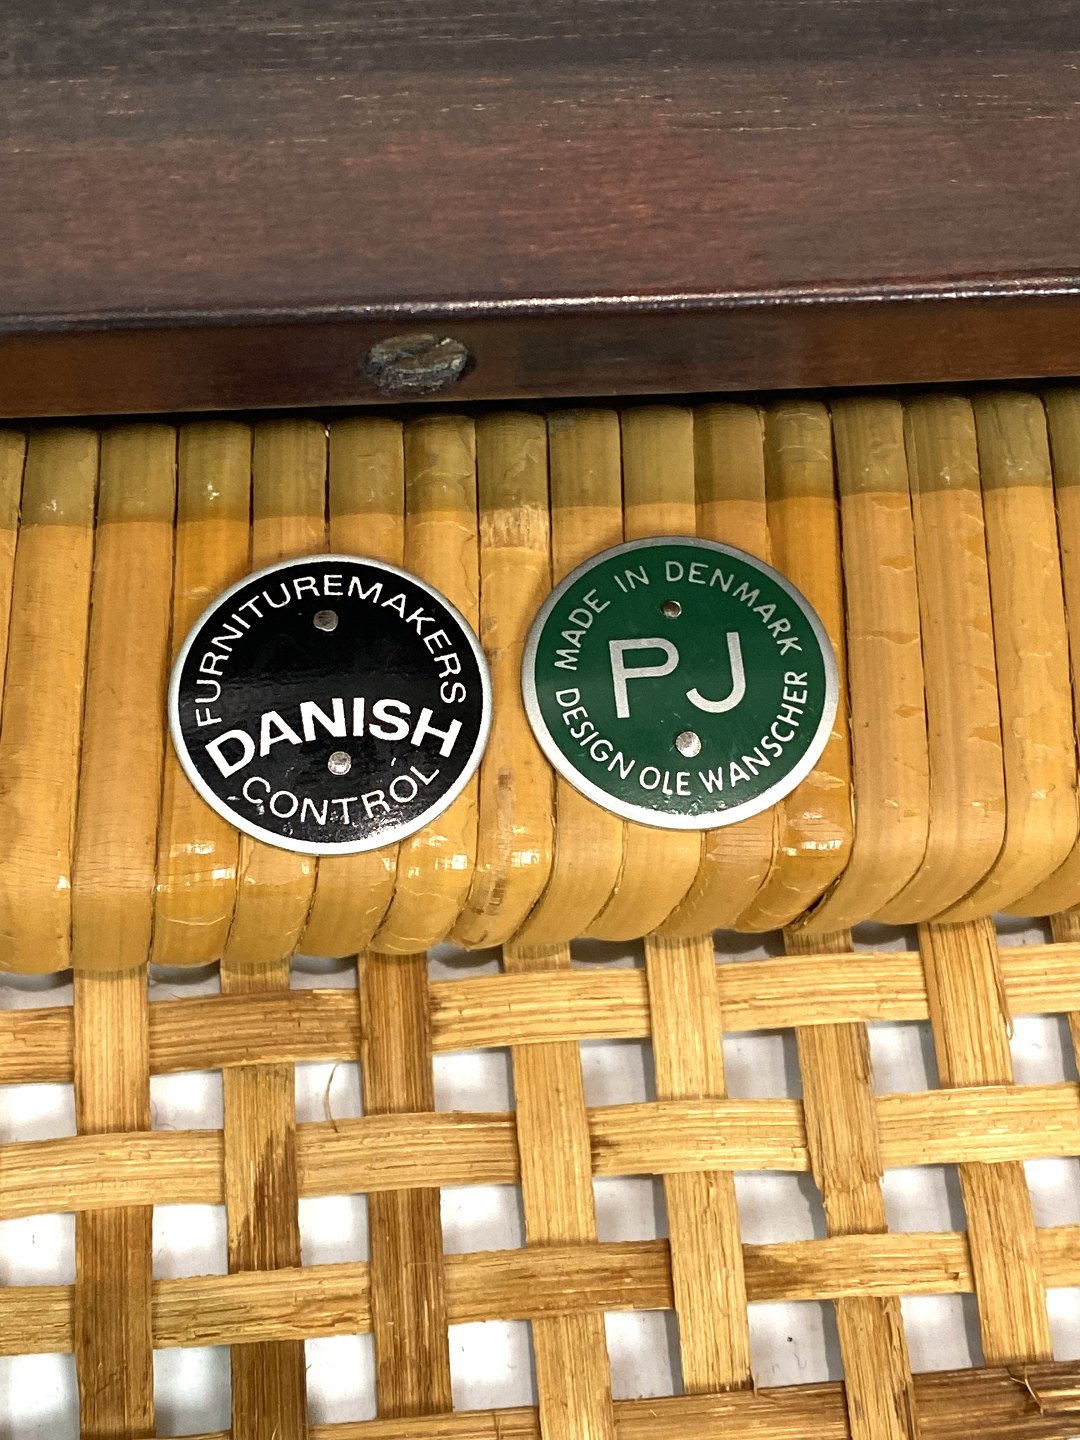 FURNITUREMAKERS
DANISH
CONTROL
MADE IN DENMARK
PJ
DESIGN OLE WANSCHER